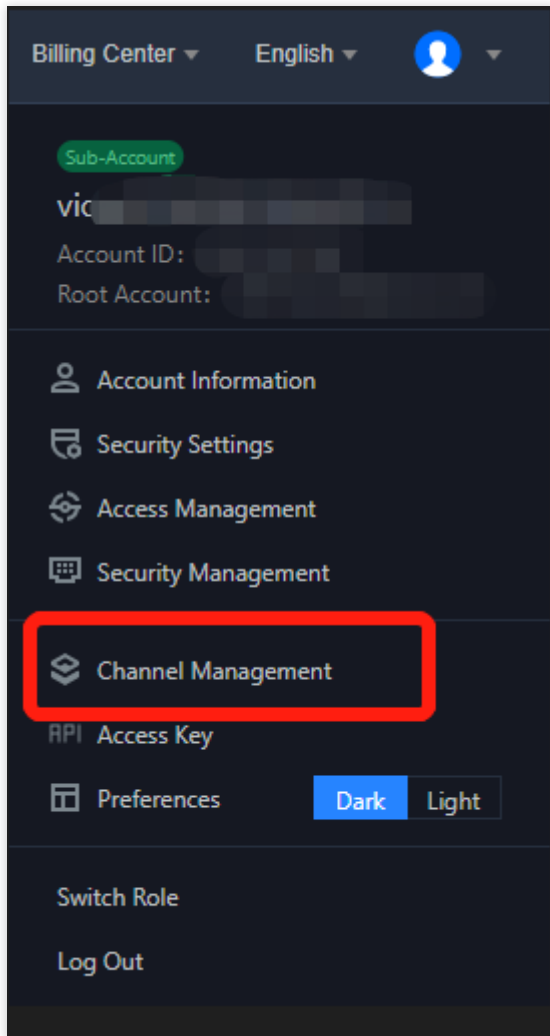 Billing Center English
Sub-Account
Account ID:
Root Account:
Account Information
Security Settings
Access Management
Security Management
Channel Management
API Access Key
Preferences Dark Light
Switch Role
Log Out